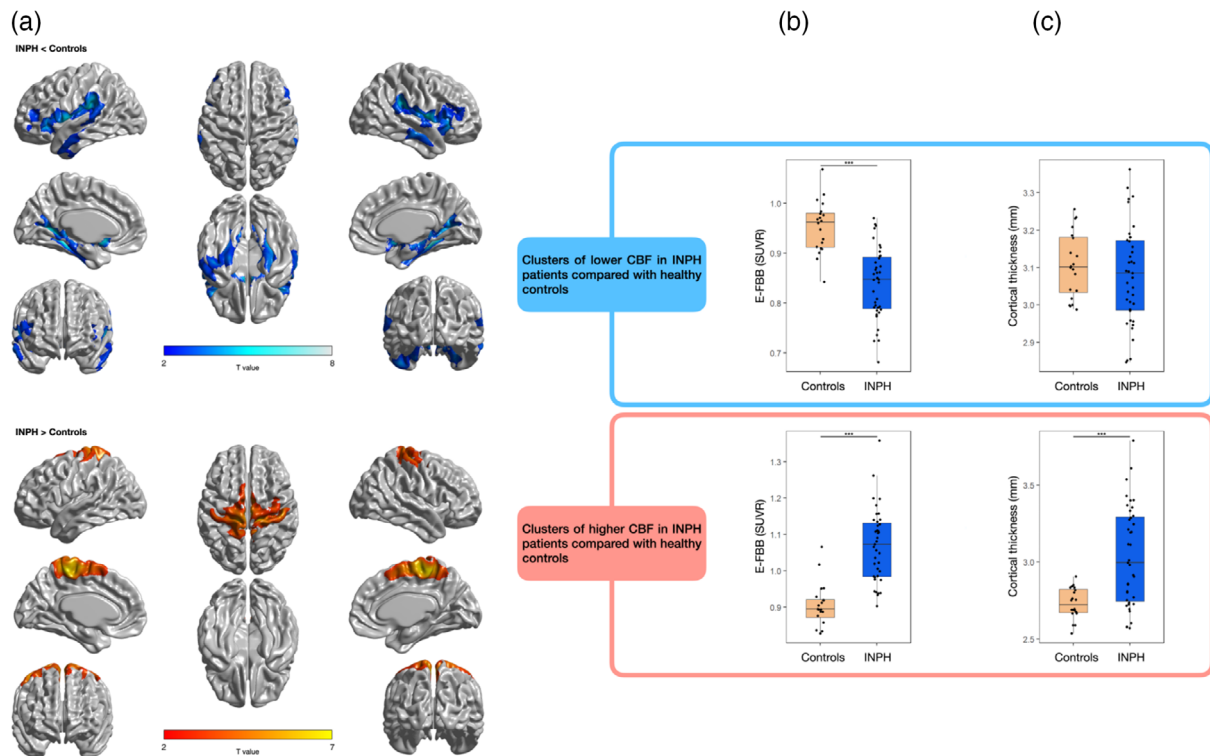 (a)
(b)
(c)
INPH < Controls
2
8
T value
Clusters of lower CBF in INPH
patients compared with healthy
controls
***
E-FBB (SUVR)
1.0
0.9
0.8
0.7
Controls
INPH
Cortical thickness (mm)
3.3
3.2
3.1
3.0
2.9
Controls
INPH
INPH > Controls
2
7
T value
Clusters of higher CBF in INPH
patients compared with healthy
controls
***
E-FBB (SUVR)
1.3
1.2
1.1
1.0
0.9
Controls
INPH
***
Cortical thickness (mm)
3.5
3.0
2.5
Controls
INPH